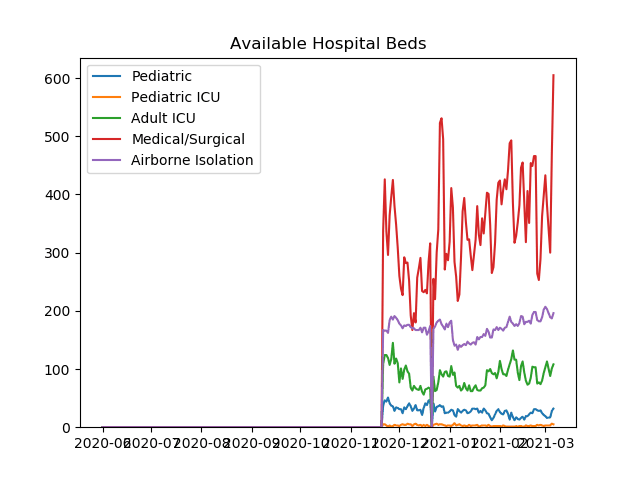 Available Hospital Beds
Pediatric
Pediatric ICU
Adult ICU
Medical/Surgical
Airborne Isolation
600
500
400
300
200
100
0
2020-06 2020-07 2020-08 2020-09 2020-10 2020-11 2020-12 2021-01 2021-02 2021-03